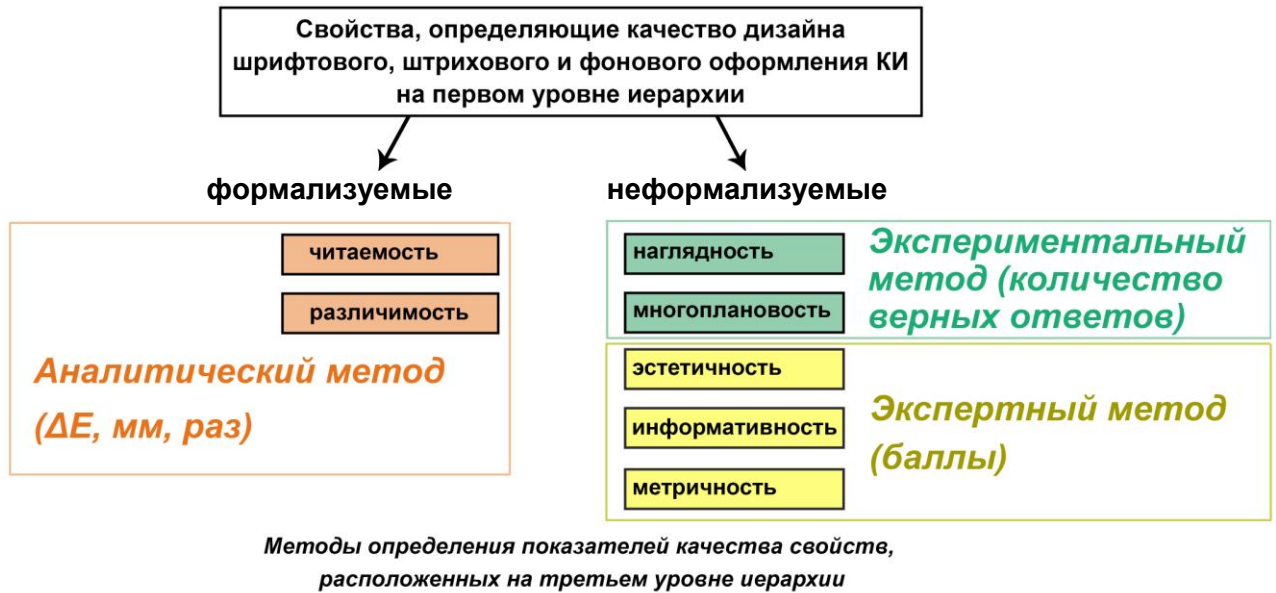 Свойства, определяющие качество дизайна
шрифтового, штрихового и фонового оформления КИ
на первом уровне иерархии
формализуемые
неформализуемые
читаемость
различимость
Аналитический метод
(ΔЕ, мм, раз)
наглядность
многоплановость
Экспериментальный
метод (количество
верных ответов)
эстетичность
информативность
метричность
Экспертный метод
(баллы)
Методы определения показателей качества свойств,
расположенных на третьем уровне иерархии